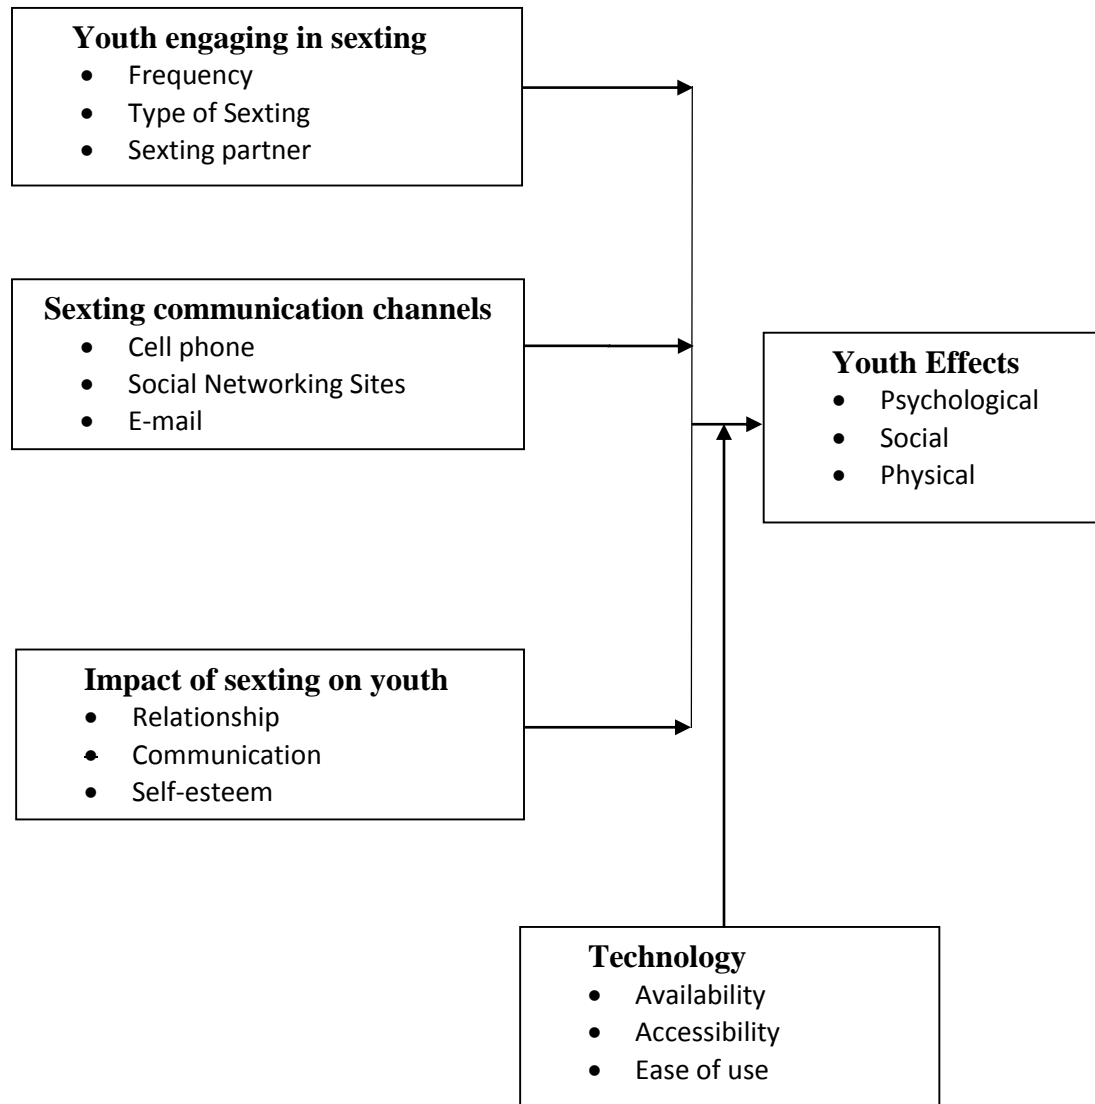 Youth engaging in sexting
• Frequency
• Type of Sexting
• Sexting partner
Sexting communication channels
• Cell phone
• Social Networking Sites
• E-mail
Youth Effects
• Psychological
• Social
• Physical
Impact of sexting on youth
• Relationship
• Communication
• Self-esteem
Technology
• Availability
• Accessibility
• Ease of use